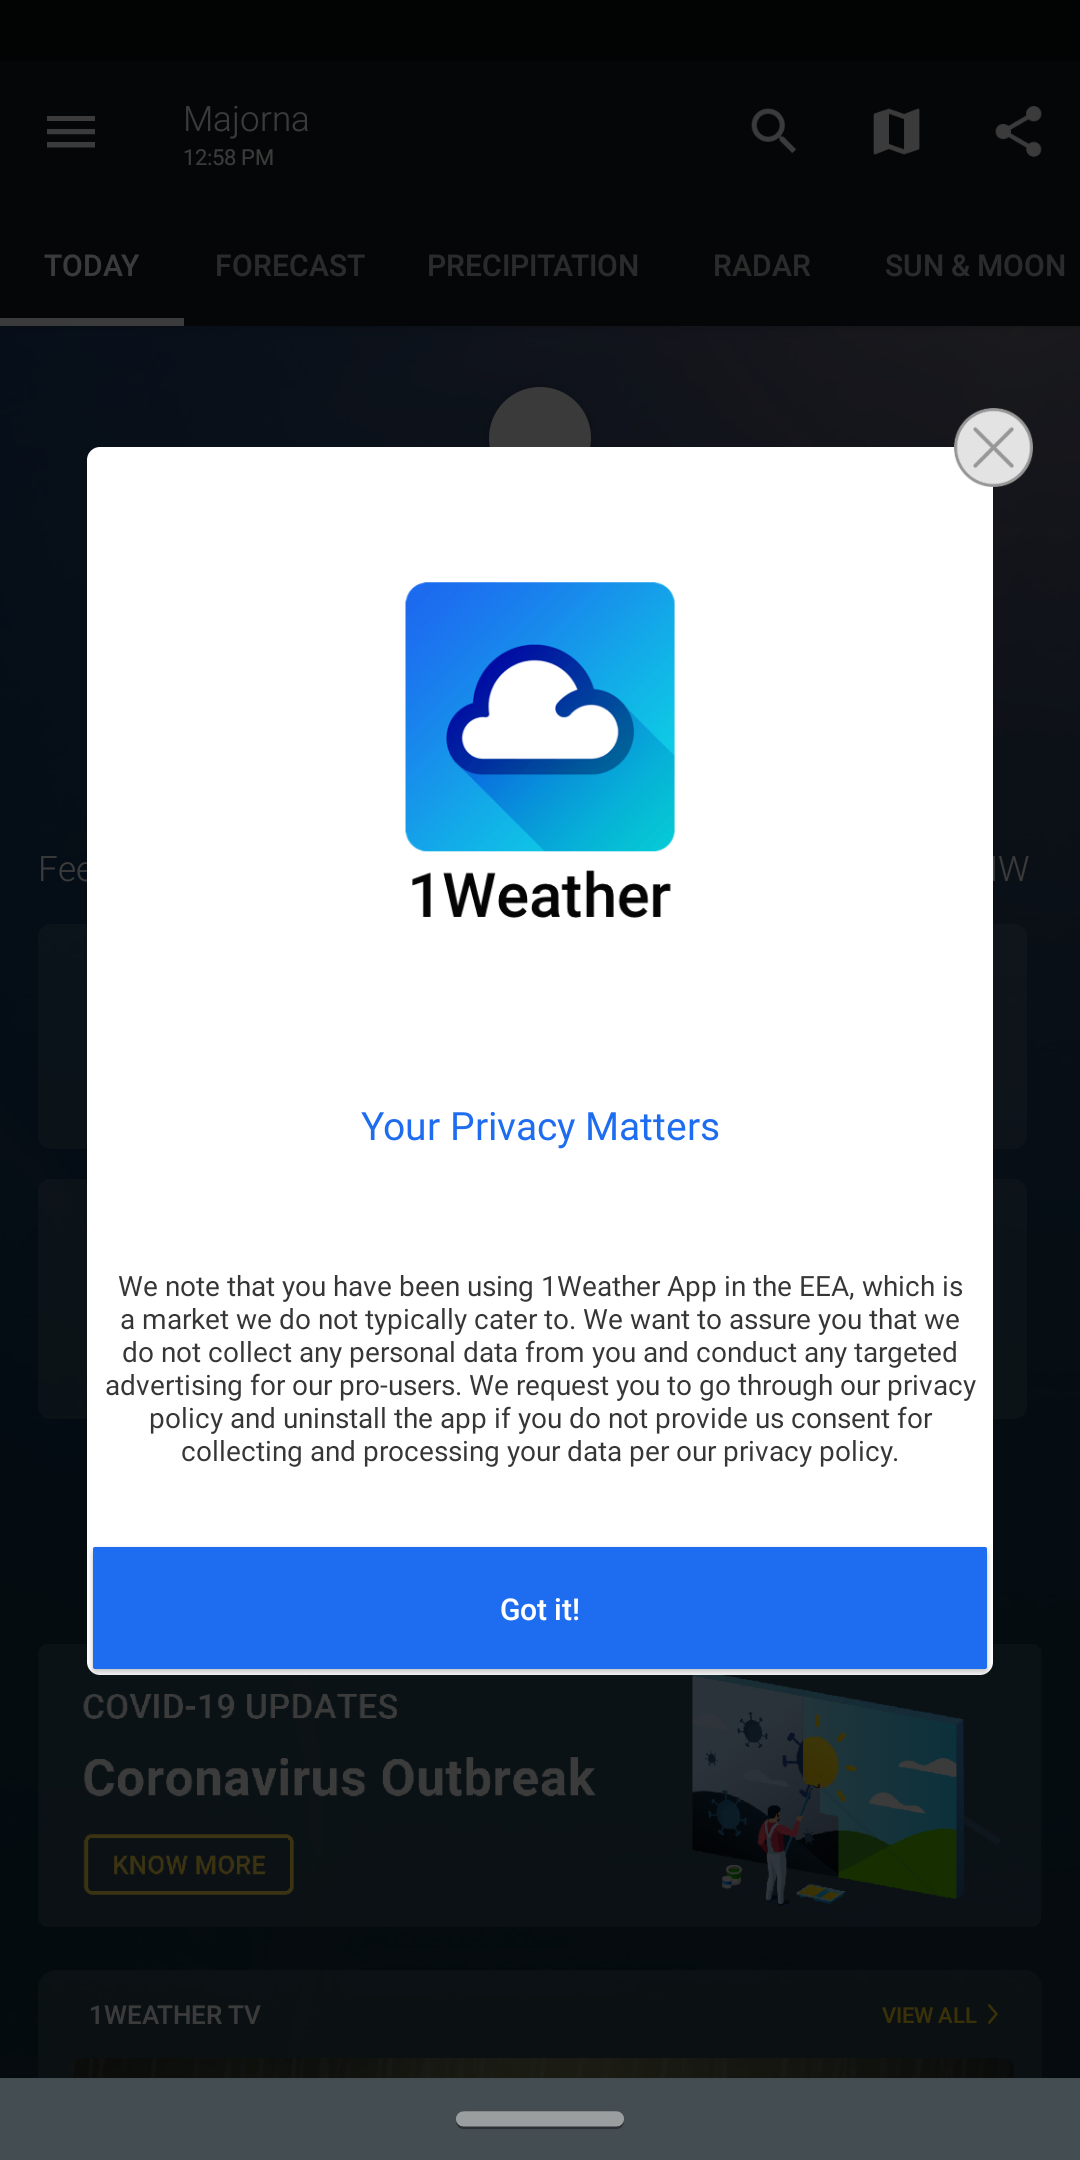 Majorna
12:58 PM
TODAY
FORECAST
PRECIPITATION
RADAR
SUN & MOON
1Weather
Your Privacy Matters
We note that you have been using 1Weather App in the EEA, which is
a market we do not typically cater to. We want to assure you that we
do not collect any personal data from you and conduct any targeted
advertising for our pro-users. We request you to go through our privacy
policy and uninstall the app if you do not provide us consent for
collecting and processing your data per our privacy policy.
Got it!
COVID-19 UPDATES
Coronavirus Outbreak
KNOW MORE
1WEATHER TV
VIEW ALL